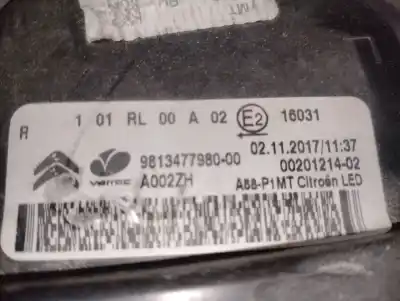 1 01 RL 00 A 02 E2 16031
R
9813477980-00 02.11.2017/11:37
VARTEC A002ZH 00201214-02
A88-P1MT Citroën LED